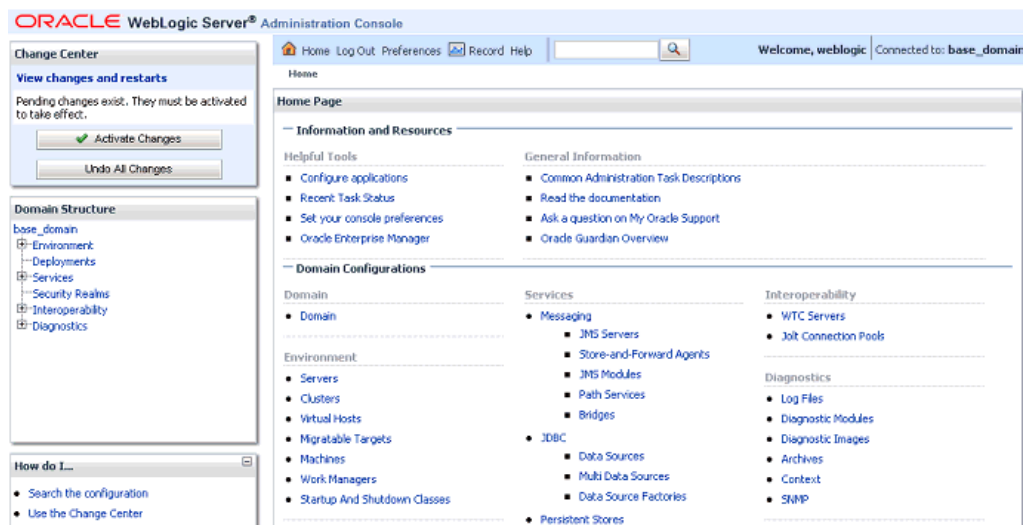 ORACLE WebLogic Server® Administration Console
Change Center
View changes and restarts
Pending changes exist. They must be activated
to take effect.
Activate Changes
Undo All Changes
Domain Structure
base_domain
Environment
Deployments
Services
Security Realms
Interoperability
Diagnostics
How do I...
Search the configuration
Use the Change Center
Home Log Out Preferences Record Help
Welcome, weblogic Connected to: base_domain
Home
Home Page
Information and Resources
Helpful Tools
Configure applications
Recent Task Status
Set your console preferences
Oracle Enterprise Manager
General Information
Common Administration Task Descriptions
Read the documentation
Ask a question on My Oracle Support
Oracle Guardian Overview
Domain Configurations
Domain
Domain
Environment
Servers
Clusters
Virtual Hosts
Migratable Targets
Machines
Work Managers
Startup And Shutdown Classes
Services
Messaging
JMS Servers
Store-and-Forward Agents
JMS Modules
Path Services
Bridges
JDBC
Data Sources
Multi Data Sources
Data Source Factories
Persistent Stores
Interoperability
WTC Servers
Jolt Connection Pools
Diagnostics
Log Files
Diagnostic Modules
Diagnostic Images
Archives
Context
SNMP